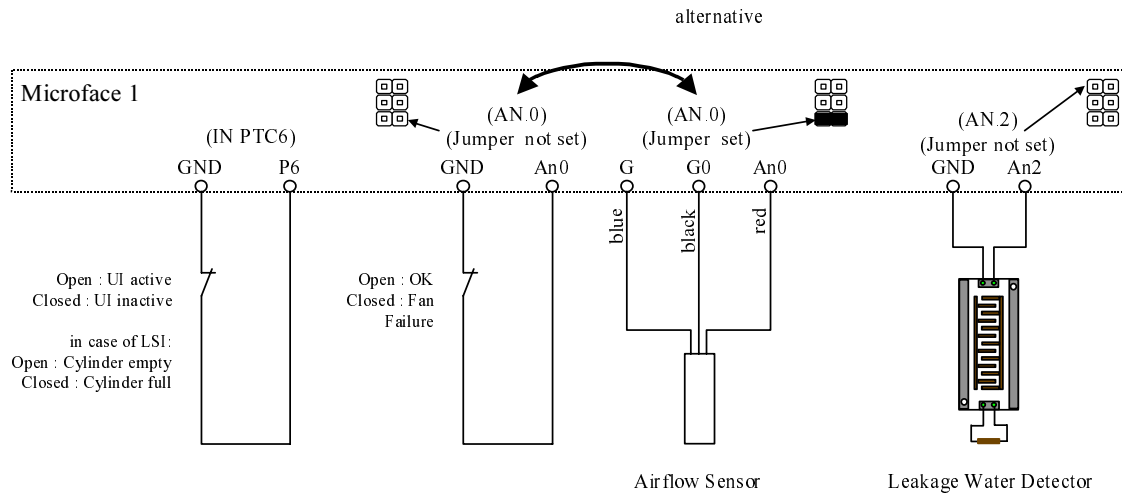 alternative
Microface 1
(IN PTC6)
GND P6
(AN.0)
(Jumper not set)
GND An0
(AN.0)
(Jumper set)
G G0 An0
(AN.2)
(Jumper not set)
GND An2
blue
black
red
Open : UI active
Closed : UI inactive
in case of LSI:
Open : Cylinder empty
Closed : Cylinder full
Open : OK
Closed : Fan
Failure
Airflow Sensor
Leakage Water Detector